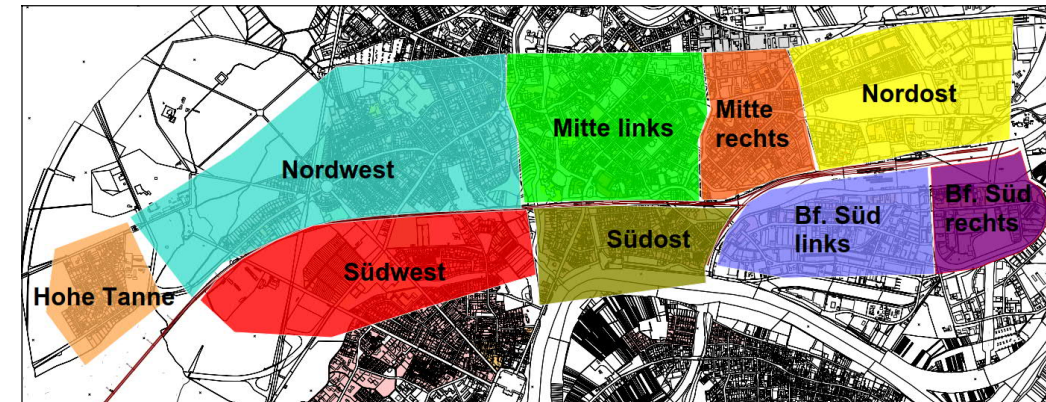 Nordost
Mitte
rechts
Mitte links
Nordwest
Bf. Süd
rechts
Bf. Süd
links
Südost
Südwest
Hohe Tanne